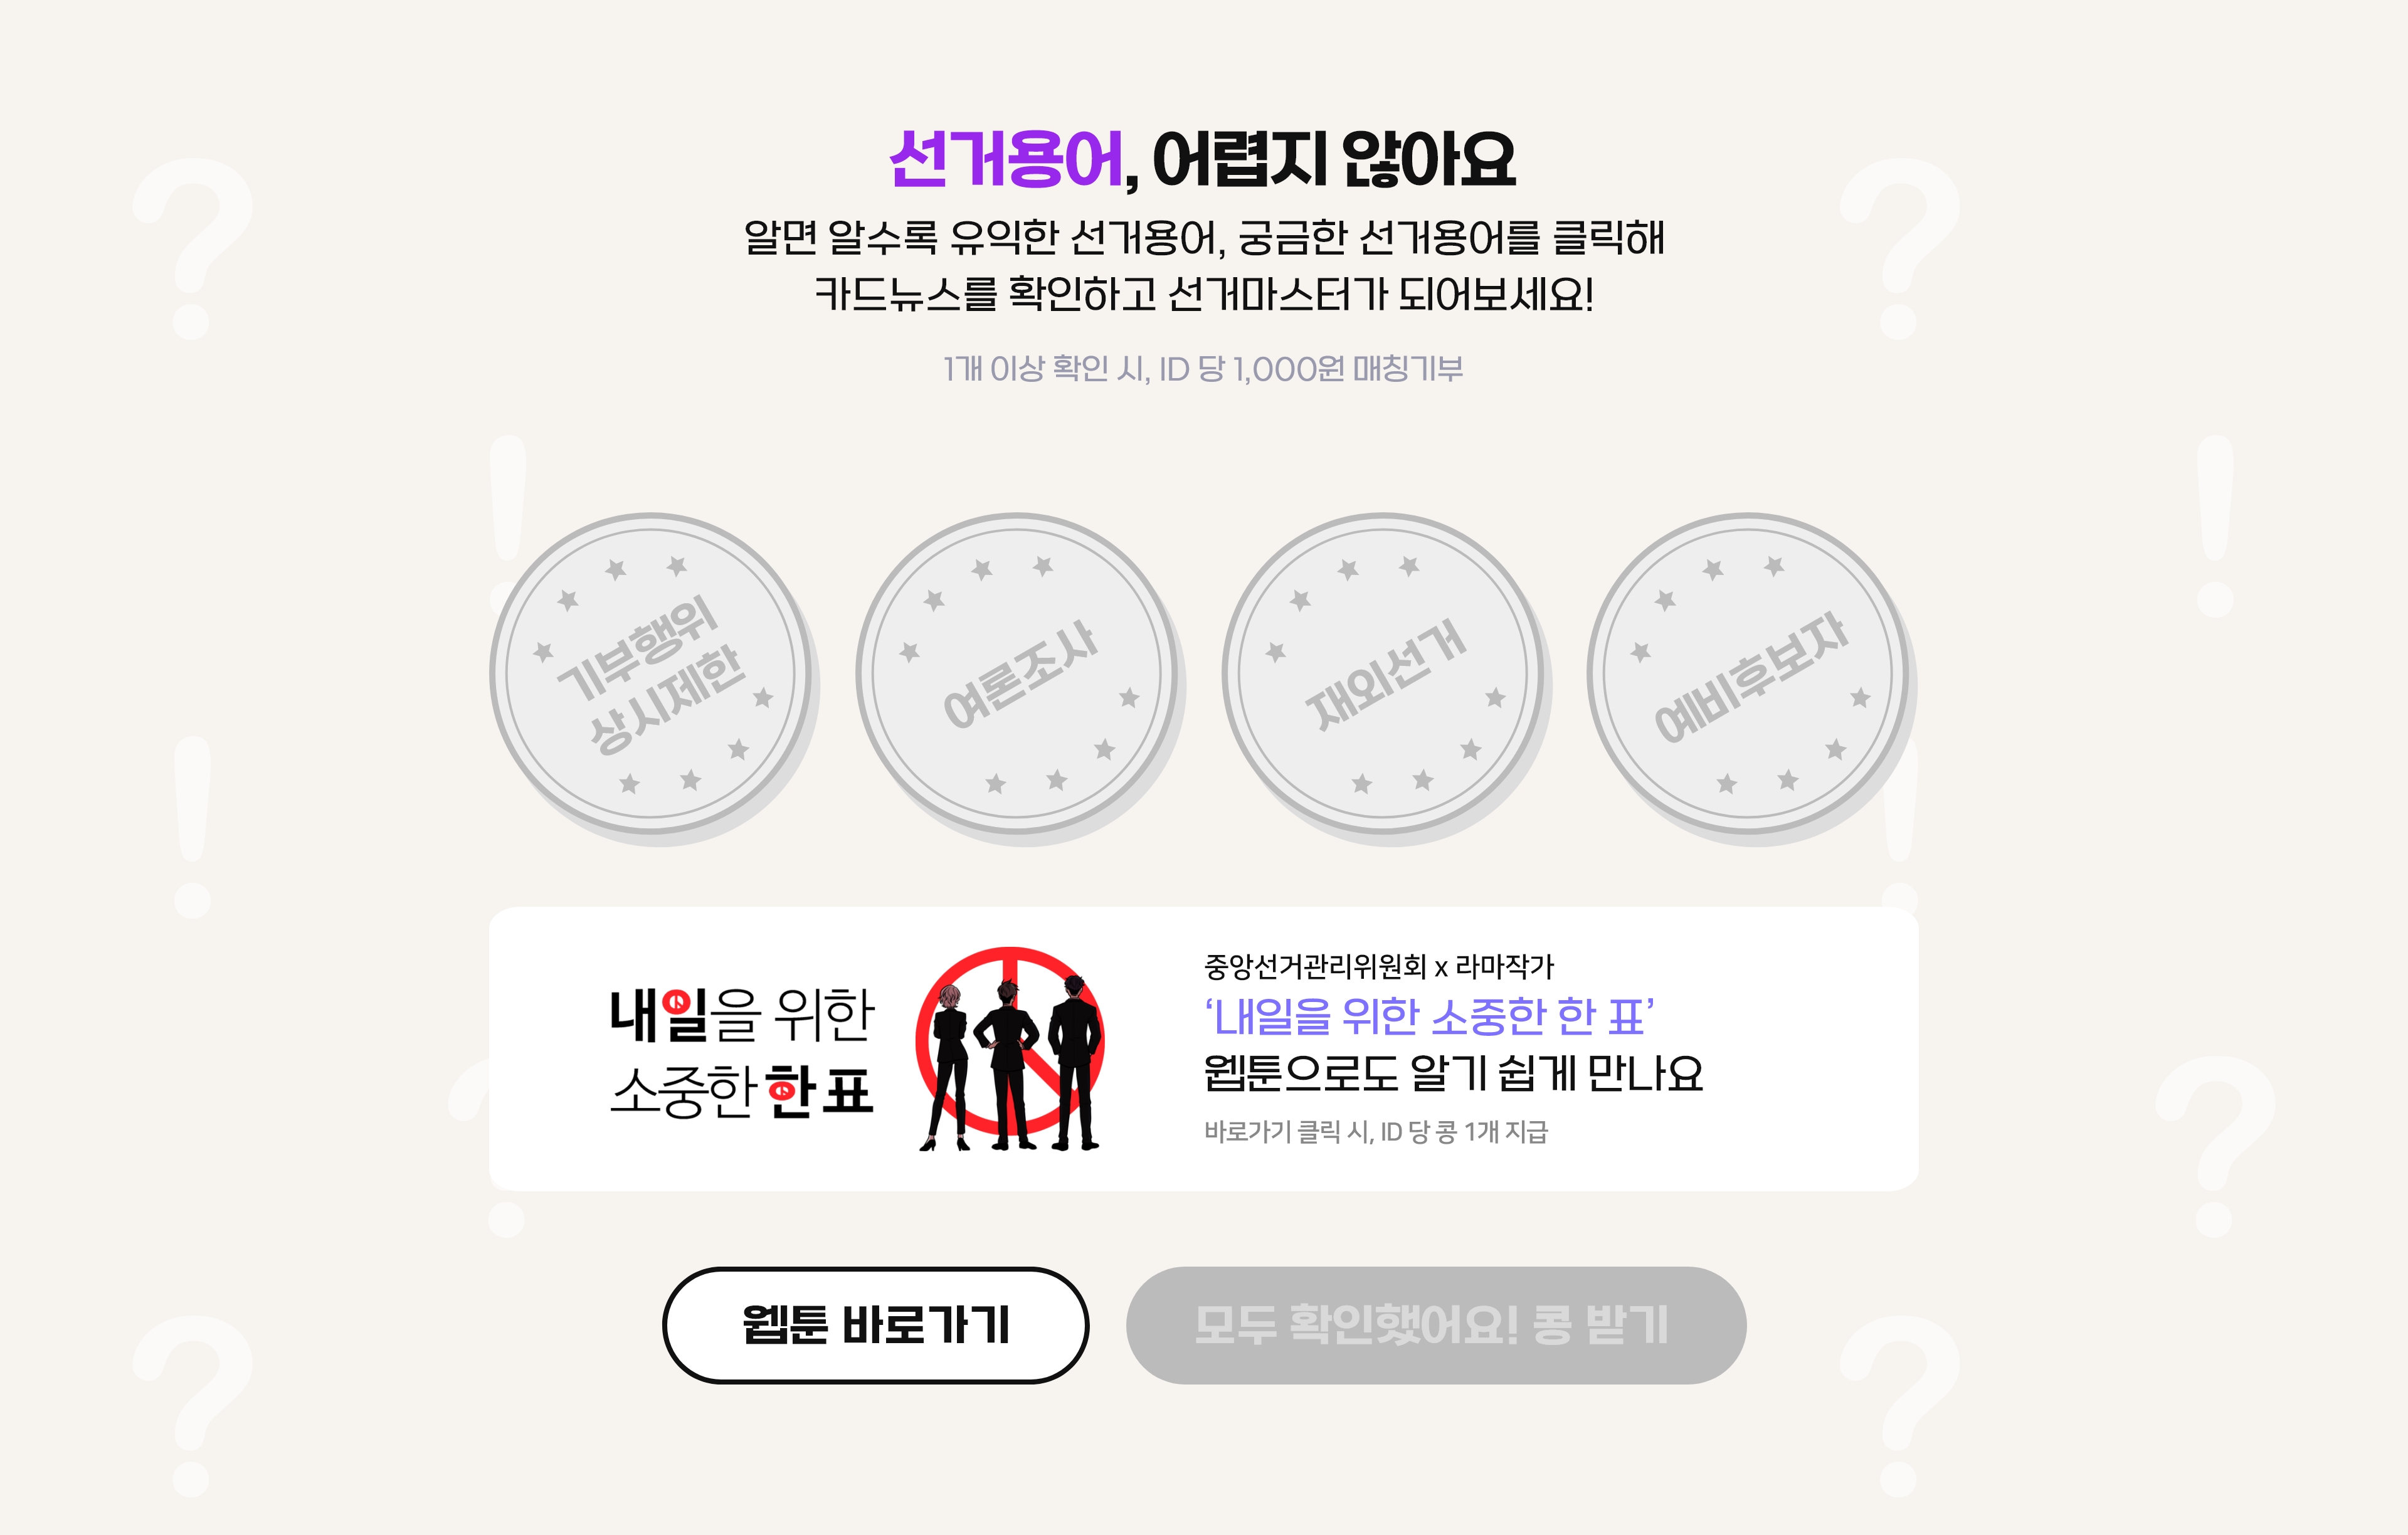 선거용어, 어렵지 않아요
알면 알수록 유익한 선거용어, 궁금한 선거용어를 클릭해
카드뉴스를 확인하고 선거마스터가 되어보세요!
1개 이상 확인 시, ID 당 1,000원 매칭기부
기부행위
상시제한
여론조사
재외선거
예비후보자
내일을 위한
소중한 한 표
중앙선거관리위원회 x 라마작가
‘내일을 위한 소중한 한 표’
웹툰으로도 알기 쉽게 만나요
바로가기 클릭 시, ID 당 콩 1개 지급
웹툰 바로가기
모두 확인했어요! 콩 받기